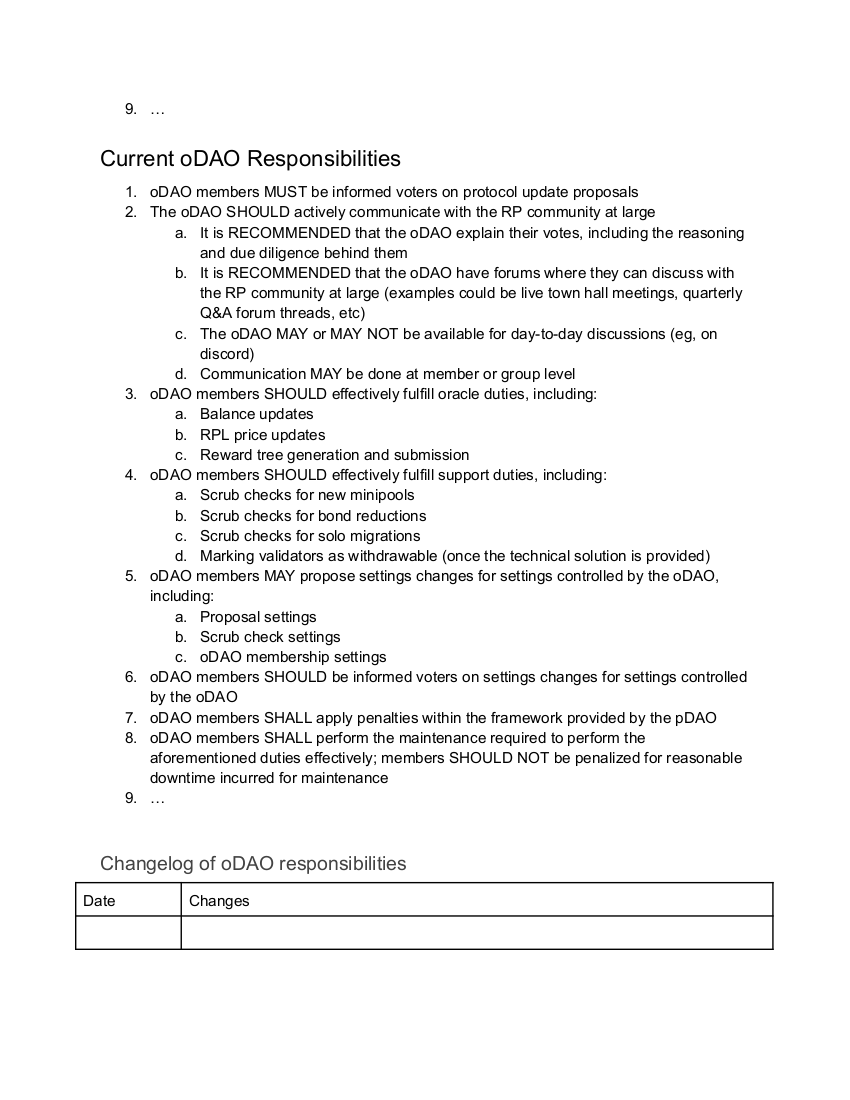 9. …
Current oDAO Responsibilities
1. oDAO members MUST be informed voters on protocol update proposals
2. The oDAO SHOULD actively communicate with the RP community at large
a. It is RECOMMENDED that the oDAO explain their votes, including the reasoning
and due diligence behind them
b. It is RECOMMENDED that the oDAO have forums where they can discuss with
the RP community at large (examples could be live town hall meetings, quarterly
Q&A forum threads, etc)
c. The oDAO MAY or MAY NOT be available for day-to-day discussions (eg, on
discord)
d. Communication MAY be done at member or group level
3. oDAO members SHOULD effectively fulfill oracle duties, including:
a. Balance updates
b. RPL price updates
c. Reward tree generation and submission
4. oDAO members SHOULD effectively fulfill support duties, including:
a. Scrub checks for new minipools
b. Scrub checks for bond reductions
c. Scrub checks for solo migrations
d. Marking validators as withdrawable (once the technical solution is provided)
5. oDAO members MAY propose settings changes for settings controlled by the oDAO,
including:
a. Proposal settings
b. Scrub check settings
c. oDAO membership settings
6. oDAO members SHOULD be informed voters on settings changes for settings controlled
by the oDAO
7. oDAO members SHALL apply penalties within the framework provided by the pDAO
8. oDAO members SHALL perform the maintenance required to perform the
aforementioned duties effectively; members SHOULD NOT be penalized for reasonable
downtime incurred for maintenance
9. …
Changelog of oDAO responsibilities
Date Changes